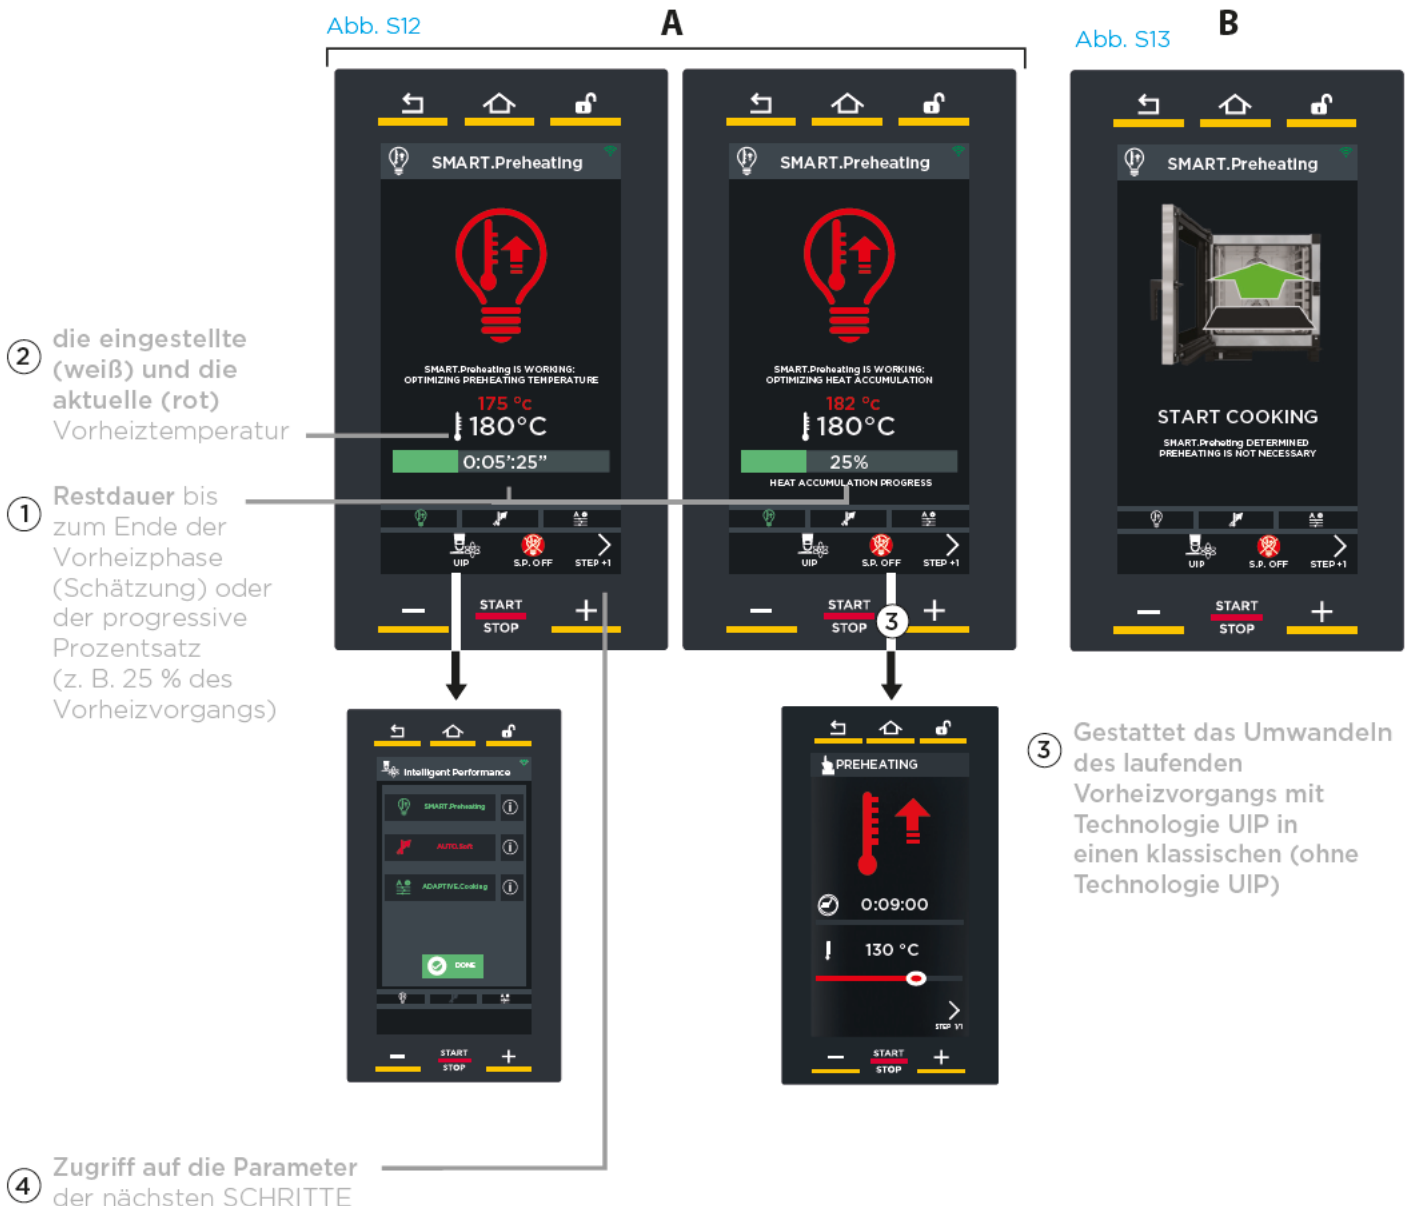 Abb. S12
A
Abb. S13
B
SMART.Preheating
SMART.Preheating IS WORKING:
OPTIMIZING PREHEATING TEMPERATURE
175 °c
180°C
0:05':25”
UIP
S.P. OFF
STEP +1
START
STOP
SMART.Preheating
SMART.Preheating IS WORKING:
OPTIMIZING HEAT ACCUMULATION
182 °c
180°C
25%
HEAT ACCUMULATION PROGRESS
UIP
S.P. OFF
STEP +1
START
STOP
3
SMART.Preheating
START COOKING
SMART.Preheting DETERMINED
PREHEATING IS NOT NECESSARY
UIP
S.P. OFF
STEP +1
START
STOP
2
die eingestellte
(weiß) und die
aktuelle (rot)
Vorheiztemperatur
1
Restdauer bis
zum Ende der
Vorheizphase
(Schätzung) oder
der progressive
Prozentsatz
(z. B. 25 % des
Vorheizvorgangs)
Intelligent Performance
SMART.Preheating
AUTO.Soft
ADAPTIVE.Cooking
DONE
START
STOP
PREHEATING
0:09:00
130 °C
STEP 1/1
START
STOP
3
Gestattet das Umwandeln
des laufenden
Vorheizvorgangs mit
Technologie UIP in
einen klassischen (ohne
Technologie UIP)
4
Zugriff auf die Parameter
der nächsten SCHRITTE